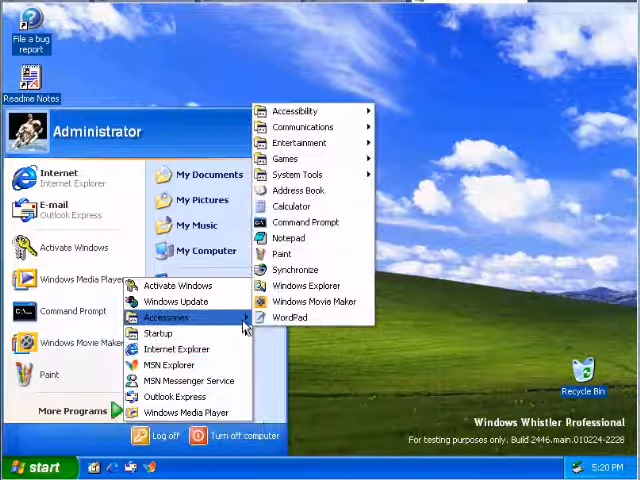 File a bug
report
Readme Notes
Administrator
Internet
Internet Explorer
E-mail
Outlook Express
Activate Windows
Windows Media Player
Command Prompt
Windows Movie Maker
Paint
More Programs
My Documents
My Pictures
My Music
My Computer
Activate Windows
Windows Update
Accessories
Startup
Internet Explorer
MSN Explorer
MSN Messenger Service
Outlook Express
Windows Media Player
Accessibility
Communications
Entertainment
Games
System Tools
Address Book
Calculator
Command Prompt
Notepad
Paint
Synchronize
Windows Explorer
Windows Movie Maker
WordPad
Log off
Turn off computer
Recycle Bin
Windows Whistler Professional
For testing purposes only. Build 2446.main.010224-2228
start
5:20 PM